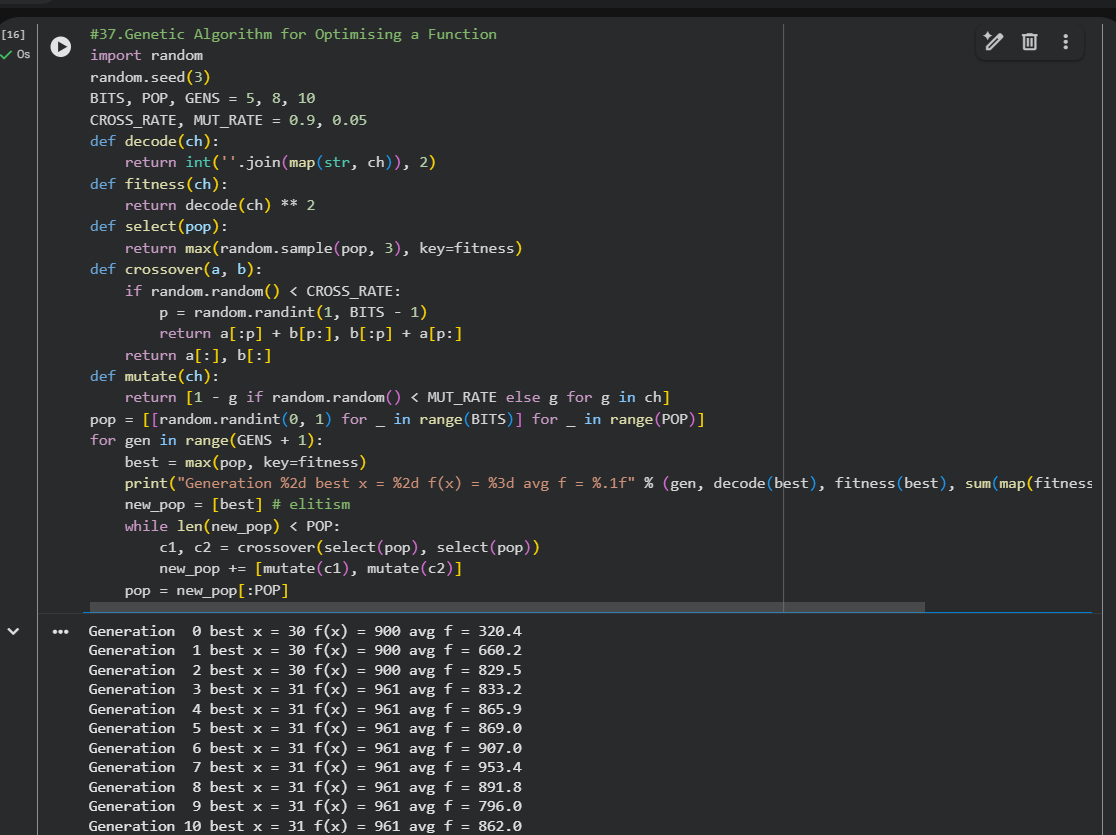 [16]
0s
#37.Genetic Algorithm for Optimising a Function
import random
random.seed(3)
BITS, POP, GENS = 5, 8, 10
CROSS_RATE, MUT_RATE = 0.9, 0.05
def decode(ch):
    return int(''.join(map(str, ch)), 2)
def fitness(ch):
    return decode(ch) ** 2
def select(pop):
    return max(random.sample(pop, 3), key=fitness)
def crossover(a, b):
    if random.random() < CROSS_RATE:
        p = random.randint(1, BITS - 1)
        return a[:p] + b[p:], b[:p] + a[p:]
    return a[:], b[:]
def mutate(ch):
    return [1 - g if random.random() < MUT_RATE else g for g in ch]
pop = [[random.randint(0, 1) for _ in range(BITS)] for _ in range(POP)]
for gen in range(GENS + 1):
    best = max(pop, key=fitness)
    print("Generation %2d best x = %2d f(x) = %3d avg f = %.1f" % (gen, decode(best), fitness(best), sum(map(fitness
    new_pop = [best] # elitism
    while len(new_pop) < POP:
        c1, c2 = crossover(select(pop), select(pop))
        new_pop += [mutate(c1), mutate(c2)]
    pop = new_pop[:POP]
Generation  0 best x = 30 f(x) = 900 avg f = 320.4
Generation  1 best x = 30 f(x) = 900 avg f = 660.2
Generation  2 best x = 30 f(x) = 900 avg f = 829.5
Generation  3 best x = 31 f(x) = 961 avg f = 833.2
Generation  4 best x = 31 f(x) = 961 avg f = 865.9
Generation  5 best x = 31 f(x) = 961 avg f = 869.0
Generation  6 best x = 31 f(x) = 961 avg f = 907.0
Generation  7 best x = 31 f(x) = 961 avg f = 953.4
Generation  8 best x = 31 f(x) = 961 avg f = 891.8
Generation  9 best x = 31 f(x) = 961 avg f = 796.0
Generation 10 best x = 31 f(x) = 961 avg f = 862.0